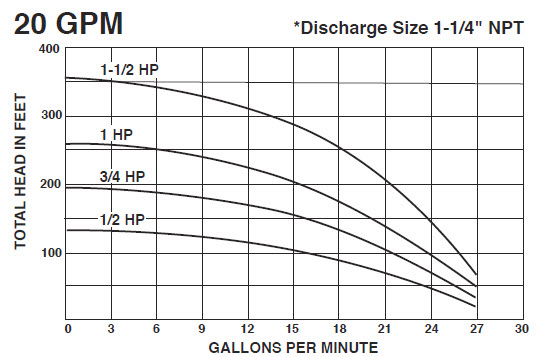 20 GPM
*Discharge Size 1-1/4" NPT
TOTAL HEAD IN FEET
400
300
200
100
1-1/2 HP
1 HP
3/4 HP
1/2 HP
0 3 6 9 12 15 18 21 24 27 30
GALLONS PER MINUTE